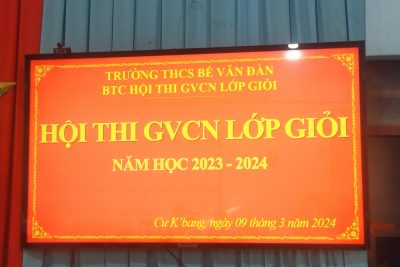 TRƯỜNG THCS BẾ VĂN ĐÀN
BTC HỘI THI GVCN LỚP GIỎI
HỘI THI GVCN LỚP GIỎI
NĂM HỌC 2023 - 2024
Cư K'bang, ngày 09 tháng 3 năm 2024